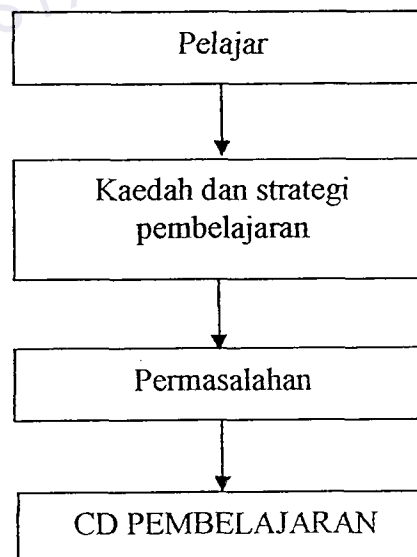 Pelajar
Kaedah dan strategi
pembelajaran
Permasalahan
CD PEMBELAJARAN